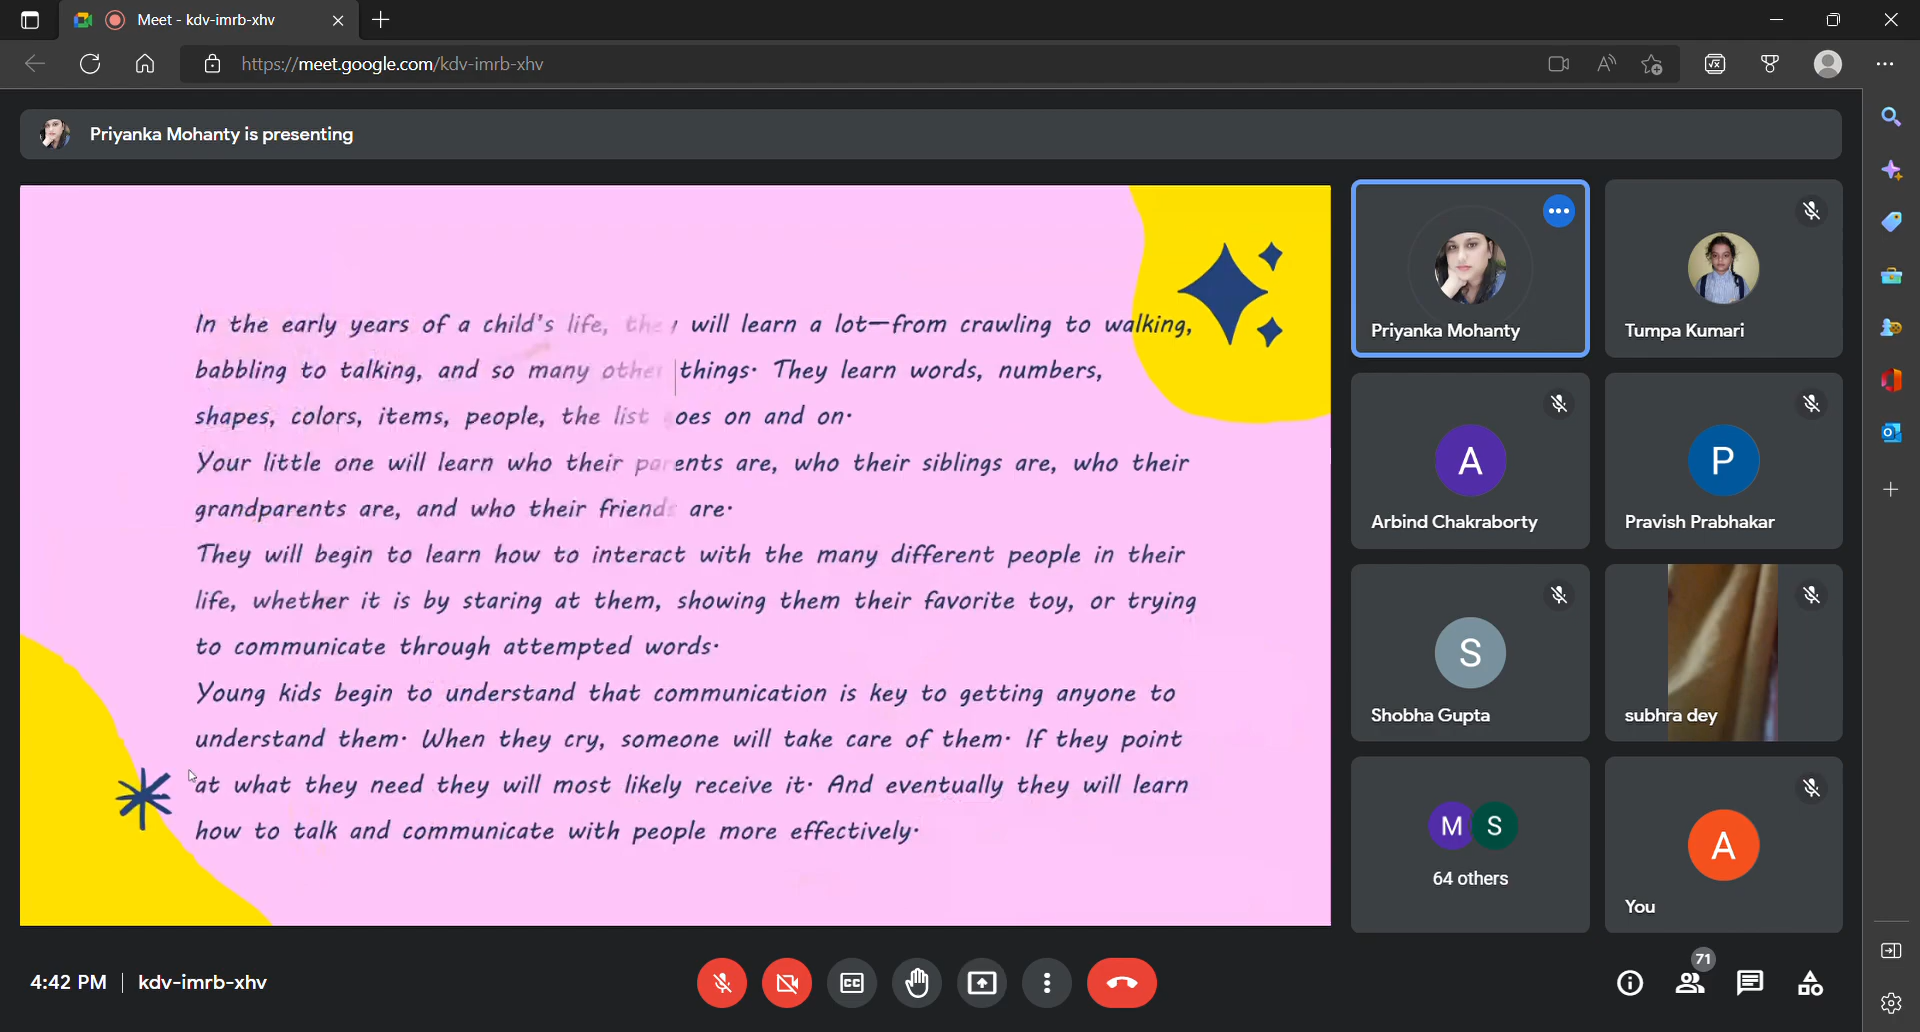 Meet - kdv-imrb-xhv
https://meet.google.com/kdv-imrb-xhv
Priyanka Mohanty is presenting
In the early years of a child's life, they will learn a lot—from crawling to walking,
babbling to talking, and so many other things. They learn words, numbers,
shapes, colors, items, people, the list goes on and on.
Your little one will learn who their parents are, who their siblings are, who their
grandparents are, and who their friends are.
They will begin to learn how to interact with the many different people in their
life, whether it is by staring at them, showing them their favorite toy, or trying
to communicate through attempted words.
Young kids begin to understand that communication is key to getting anyone to
understand them. When they cry, someone will take care of them. If they point
at what they need they will most likely receive it. And eventually they will learn
how to talk and communicate with people more effectively.
Priyanka Mohanty
Tumpa Kumari
A
Arbind Chakraborty
P
Pravish Prabhakar
S
Shobha Gupta
subhra dey
M S
64 others
A
You
4:42 PM | kdv-imrb-xhv
CC
71